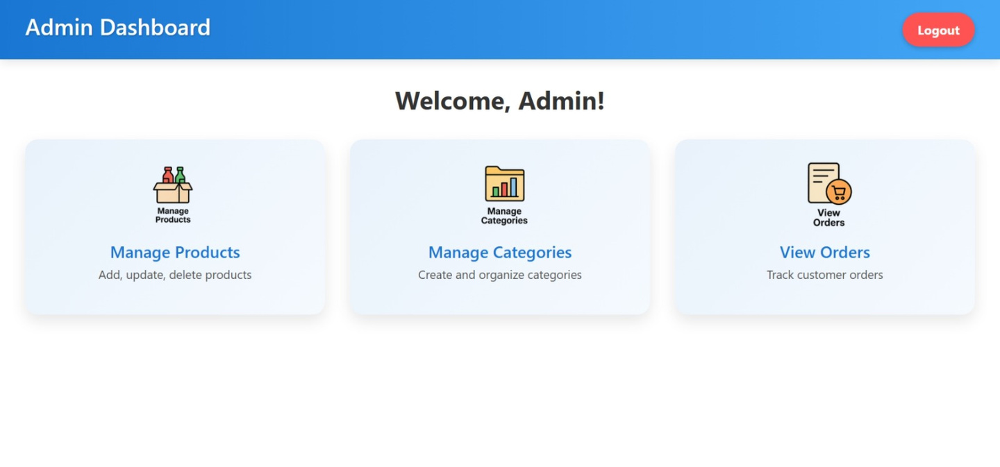 Admin Dashboard
Logout
Welcome, Admin!
Manage
Products
Manage Products
Add, update, delete products
Manage
Categories
Manage Categories
Create and organize categories
View
Orders
View Orders
Track customer orders